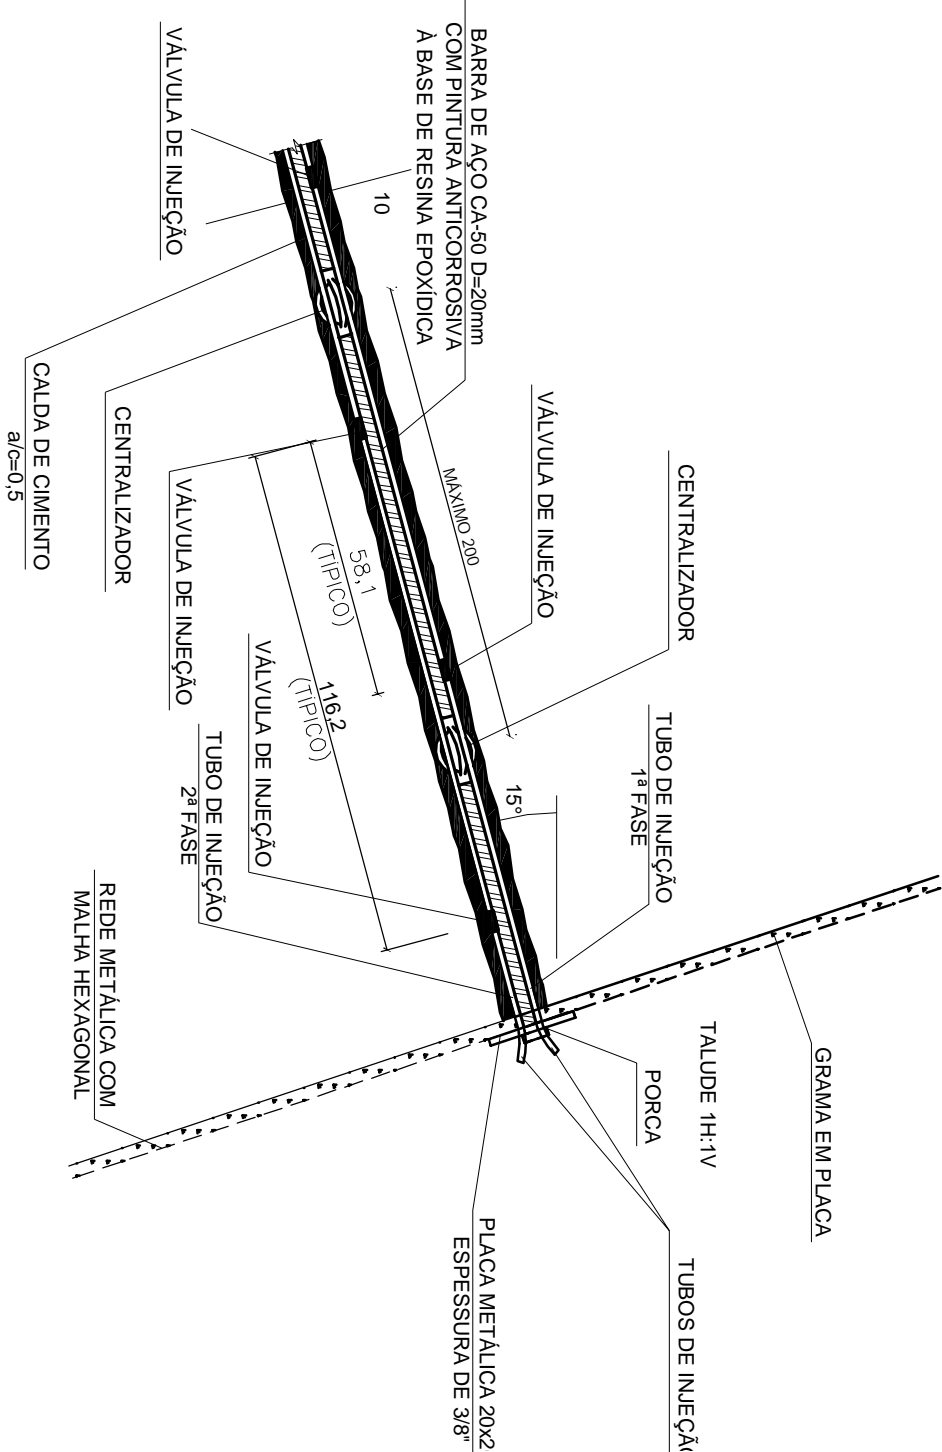 BARRA DE AÇO CA-50 D=20mm
COM PINTURA ANTICORROSIVA
À BASE DE RESINA EPOXÍDICA
VÁLVULA DE INJEÇÃO
10
CALDA DE CIMENTO
a/c=0,5
CENTRALIZADOR
VÁLVULA DE INJEÇÃO
MÁXIMO 200
VÁLVULA DE INJEÇÃO
CENTRALIZADOR
58,1
(TÍPICO)
116,2
(TÍPICO)
VÁLVULA DE INJEÇÃO
TUBO DE INJEÇÃO
2ª FASE
15°
TUBO DE INJEÇÃO
1ª FASE
REDE METÁLICA COM
MALHA HEXAGONAL
TALUDE 1H:1V
PORCA
GRAMA EM PLACA
PLACA METÁLICA 20x2
ESPESSURA DE 3/8"
TUBOS DE INJEÇÃO